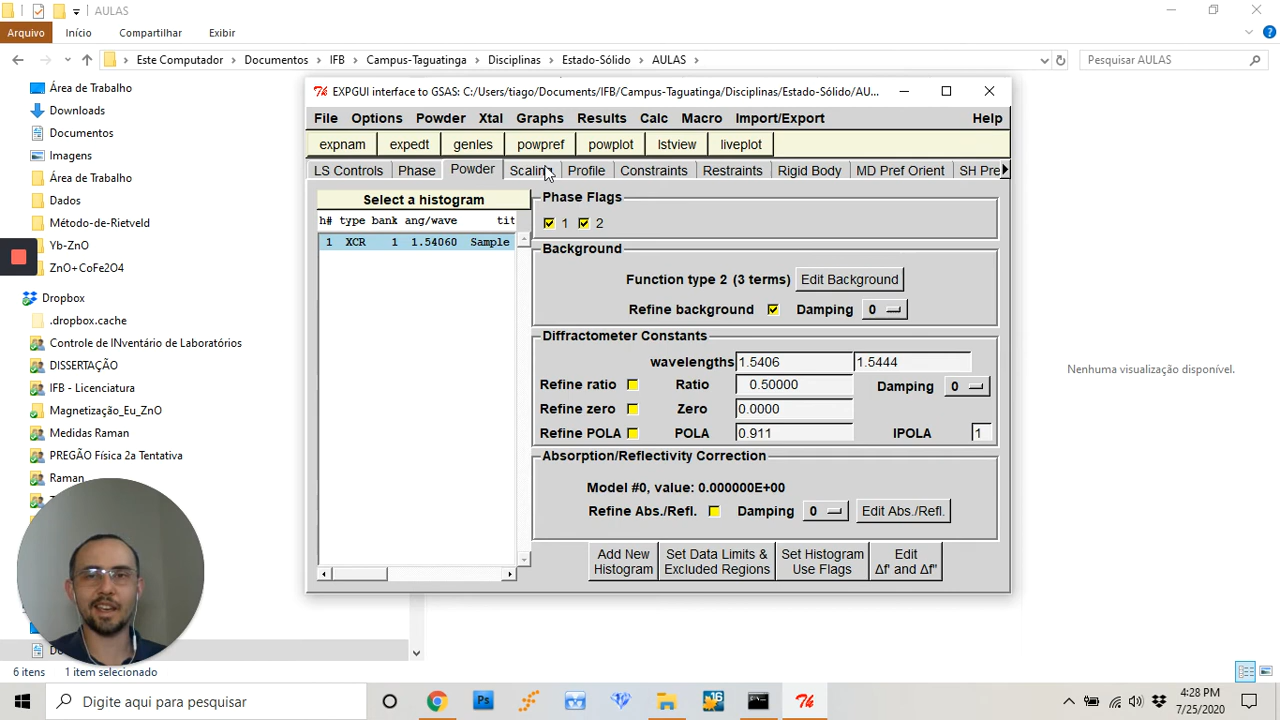 AULAS
Arquivo Início Compartilhar Exibir
Este Computador Documentos IFB Campus-Taguatinga Disciplinas Estado-Sólido AULAS
Pesquisar AULAS
Área de Trabalho
Downloads
Documentos
Imagens
Área de Trabalho
Dados
Método-de-Rietveld
Yb-ZnO
ZnO+CoFe2O4
Dropbox
.dropbox.cache
Controle de INventário de Laboratórios
DISSERTAÇÃO
IFB - Licenciatura
Magnetização_Eu_ZnO
Medidas Raman
PREGÃO Física 2a Tentativa
Raman
6 itens 1 item selecionado
Nenhuma visualização disponível.
EXPGUI interface to GSAS: C:/Users/tiago/Documents/IFB/Campus-Taguatinga/Disciplinas/Estado-Sólido/AU...
File Options Powder Xtal Graphs Results Calc Macro Import/Export Help
expnam expedt genles powpref powplot lstview liveplot
LS Controls Phase Powder Scaling Profile Constraints Restraints Rigid Body MD Pref Orient SH Pre
Select a histogram
h# type bank ang/wave tit
1 XCR 1 1.54060 Sample
Phase Flags
1 2
Background
Function type 2 (3 terms) Edit Background
Refine background Damping 0
Diffractometer Constants
wavelengths 1.5406 1.5444
Refine ratio Ratio 0.50000 Damping 0
Refine zero Zero 0.0000
Refine POLA POLA 0.911 IPOLA 1
Absorption/Reflectivity Correction
Model #0, value: 0.000000E+00
Refine Abs./Refl. Damping 0 Edit Abs./Refl.
Add New Histogram
Set Data Limits & Excluded Regions
Set Histogram Use Flags
Edit Δf' and Δf"
Digite aqui para pesquisar
4:28 PM
7/25/2020